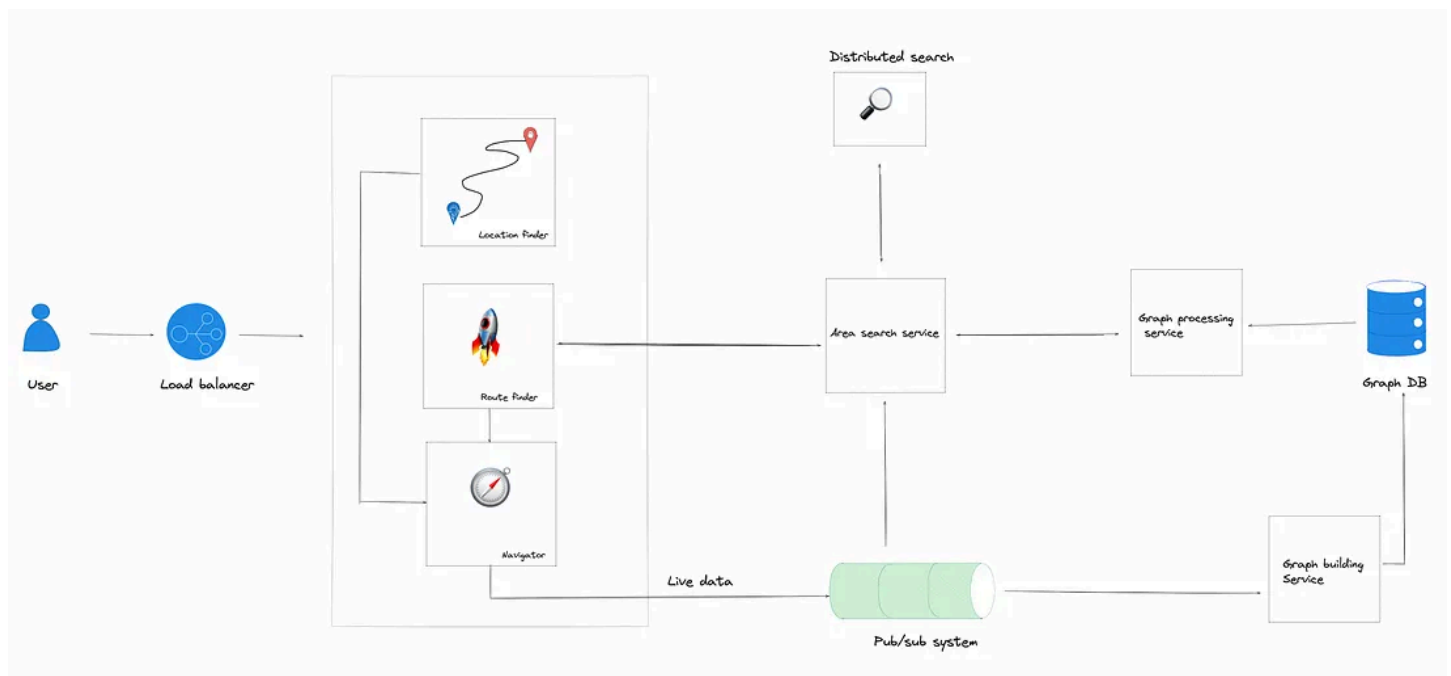 Distributed search
Location finder
Area search service
Graph processing
service
Route finder
User
Load balancer
Graph DB
Navigator
Live data
Graph building
Service
Pub/sub system